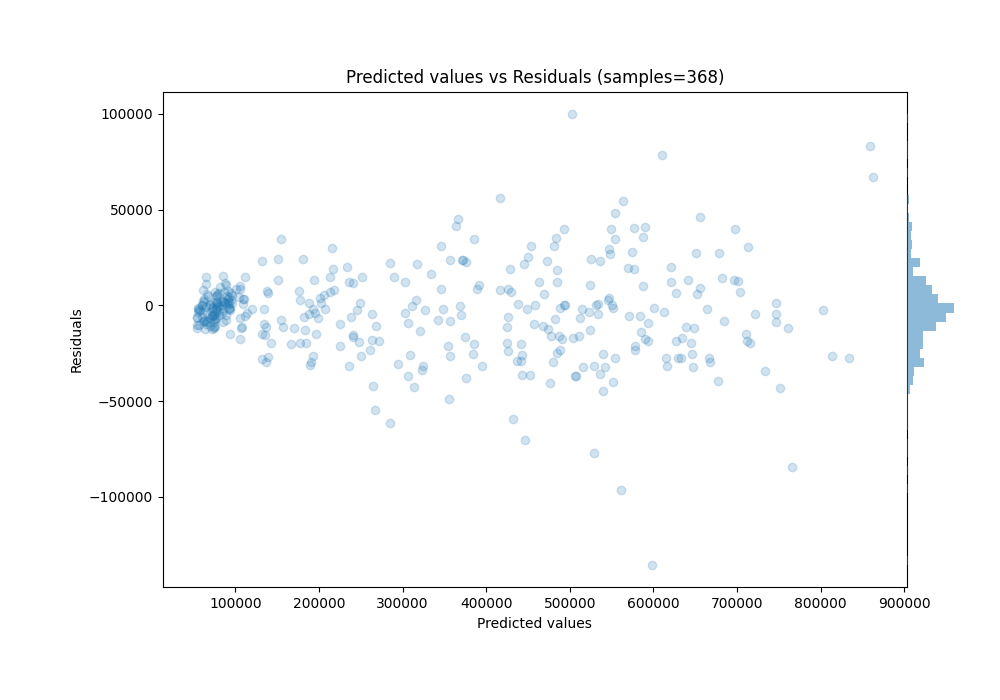 Predicted values vs Residuals (samples=368)
100000
50000
0
−50000
−100000
Residuals
100000 200000 300000 400000 500000 600000 700000 800000 900000
Predicted values